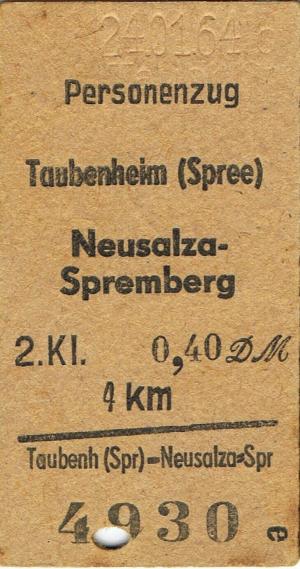 24.01.64
Personenzug
Taubenheim (Spree)
Neusalza-
Spremberg
2.Kl. 0,40 DM
4 km
Taubenh (Spr)=Neusalza=Spr
4930 e